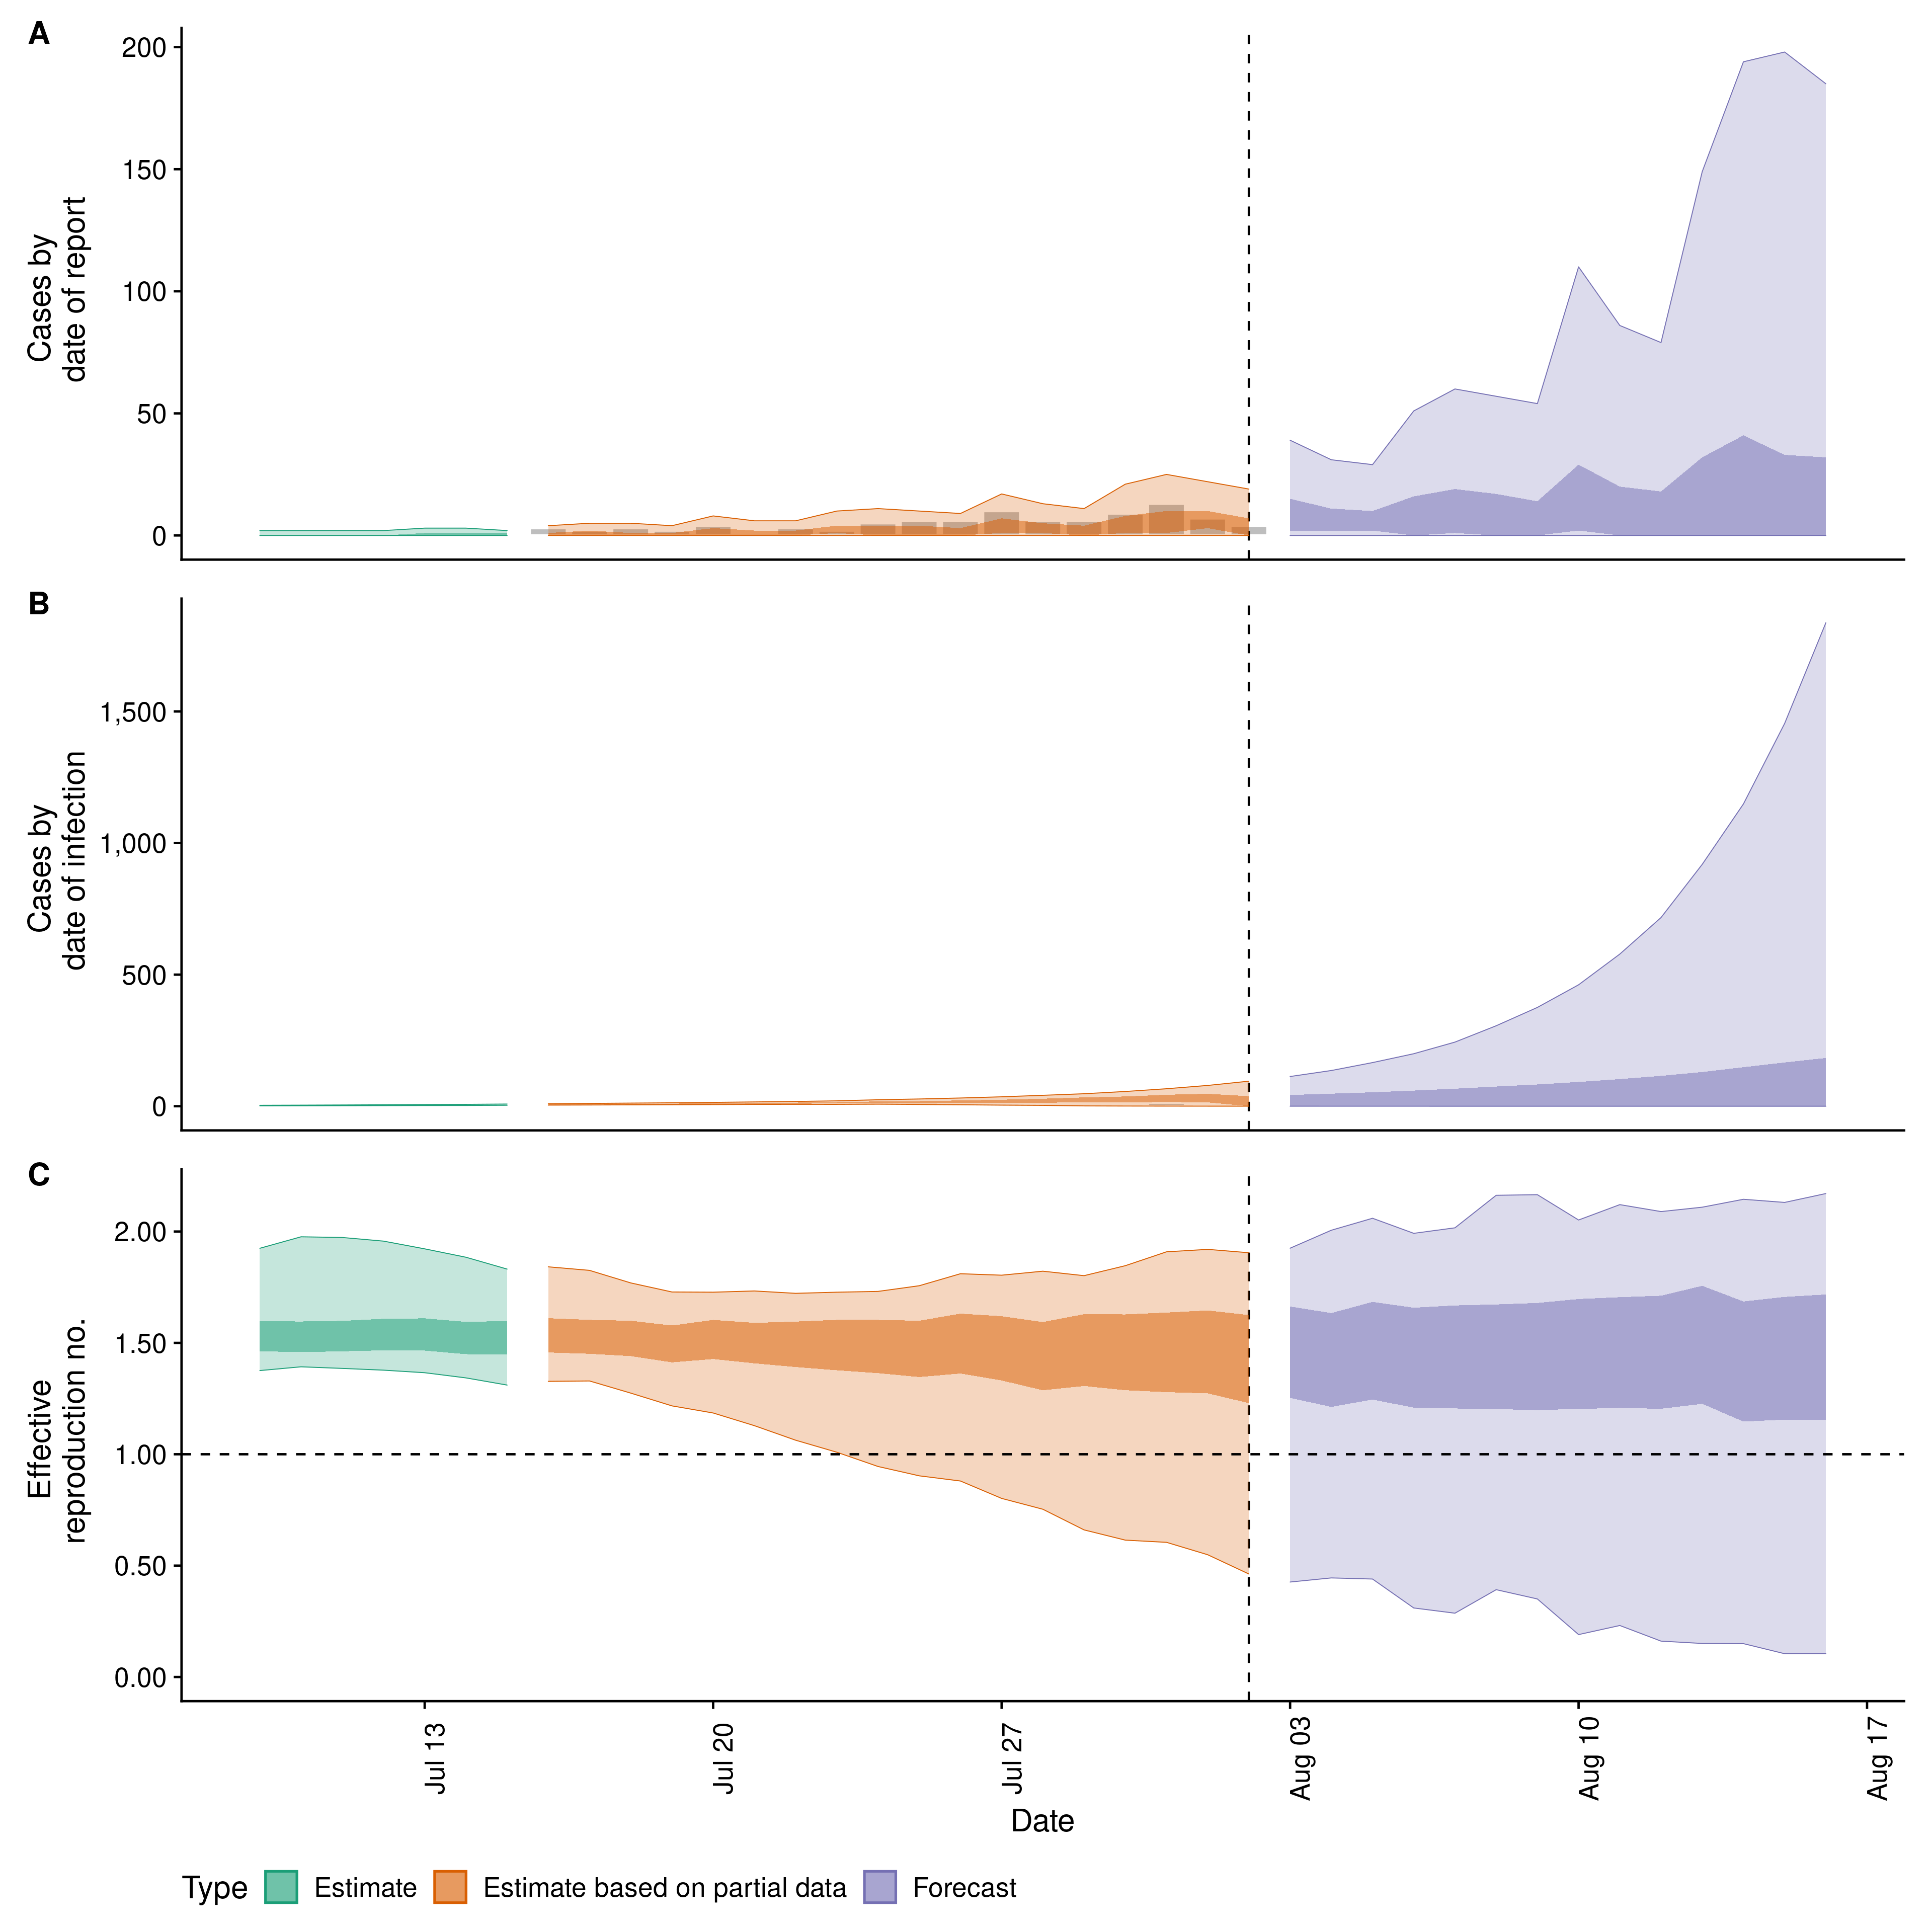 A
200
150
100
50
0
Cases by
date of report
B
1,500
1,000
500
0
Cases by
date of infection
C
2.00
1.50
1.00
0.50
0.00
Effective
reproduction no.
Jul 13
Jul 20
Jul 27
Aug 03
Aug 10
Aug 17
Date
Type Estimate Estimate based on partial data Forecast